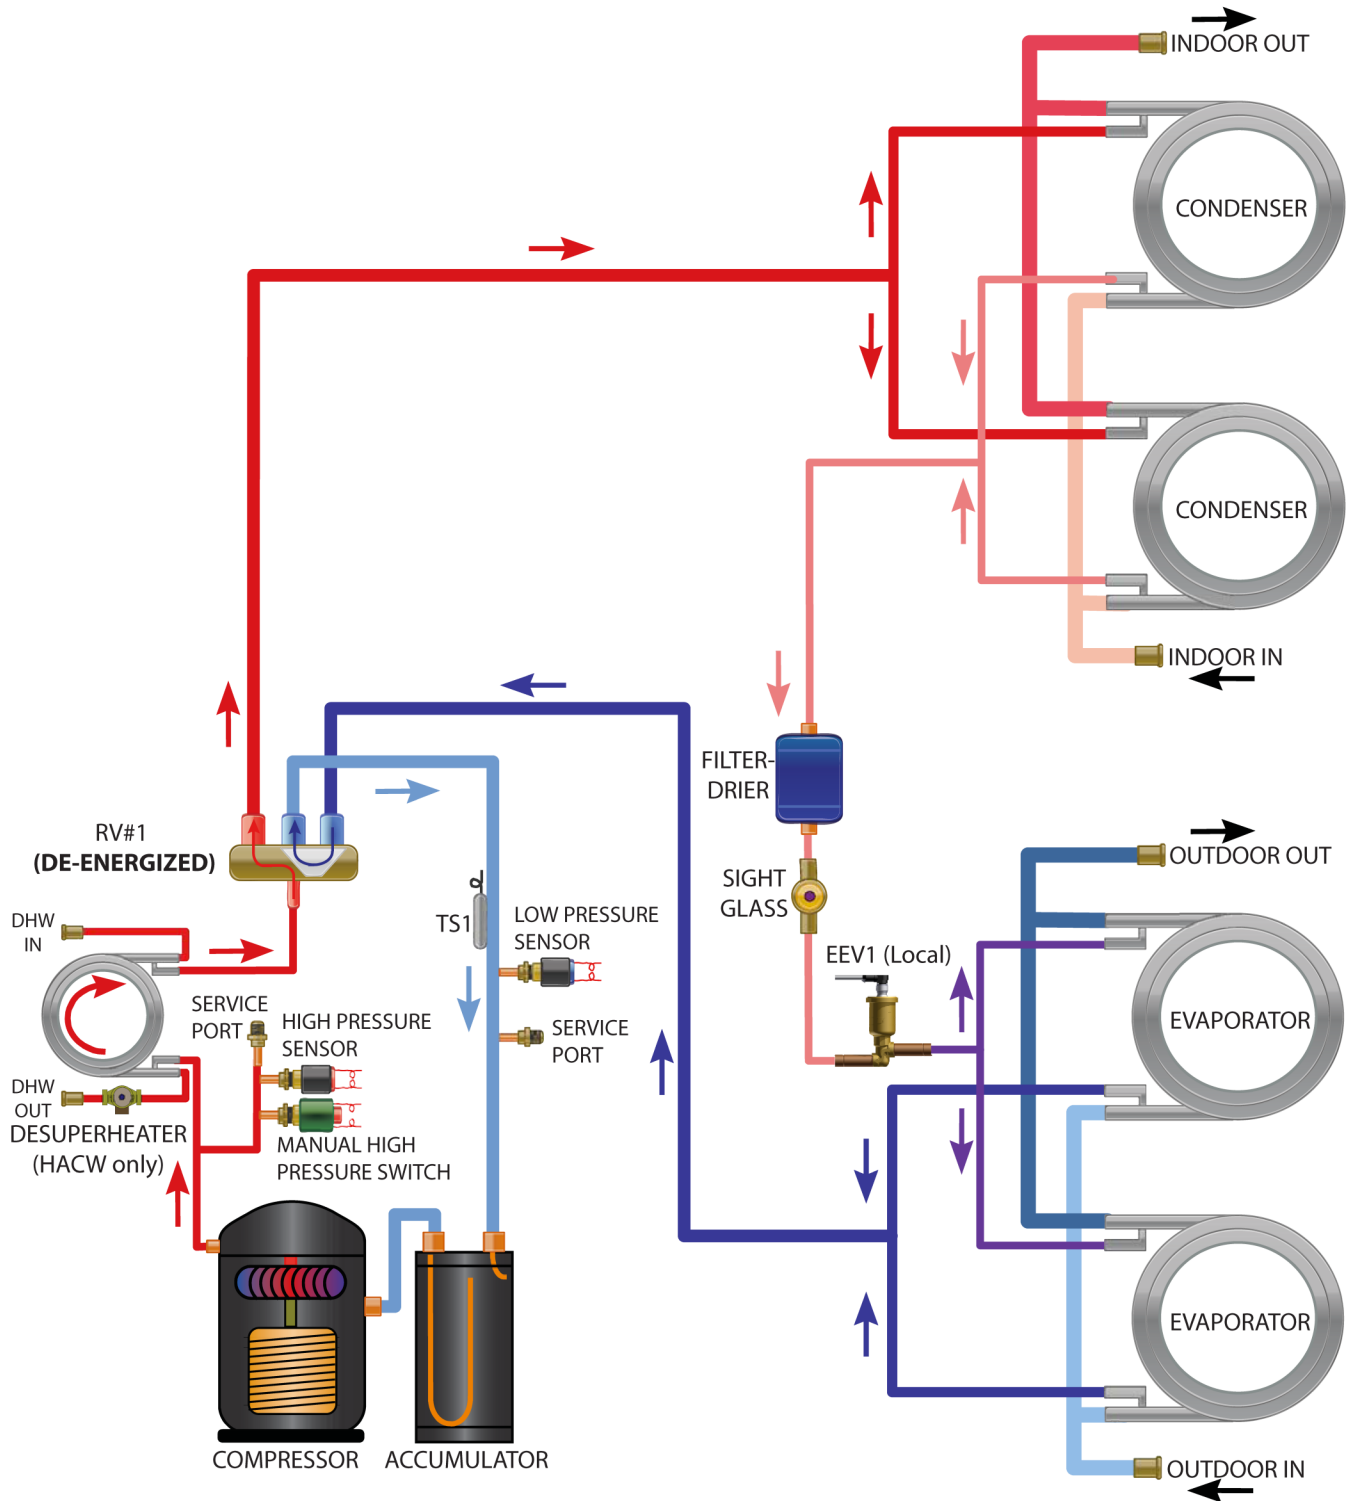 INDOOR OUT
CONDENSER
CONDENSER
INDOOR IN
FILTER-
DRIER
RV#1
(DE-ENERGIZED)
SIGHT
GLASS
OUTDOOR OUT
DHW
IN
TS1
LOW PRESSURE
SENSOR
EEV1 (Local)
SERVICE
PORT
HIGH PRESSURE
SENSOR
SERVICE
PORT
EVAPORATOR
DHW
OUT
DESUPERHEATER
(HACW only)
MANUAL HIGH
PRESSURE SWITCH
EVAPORATOR
COMPRESSOR
ACCUMULATOR
OUTDOOR IN